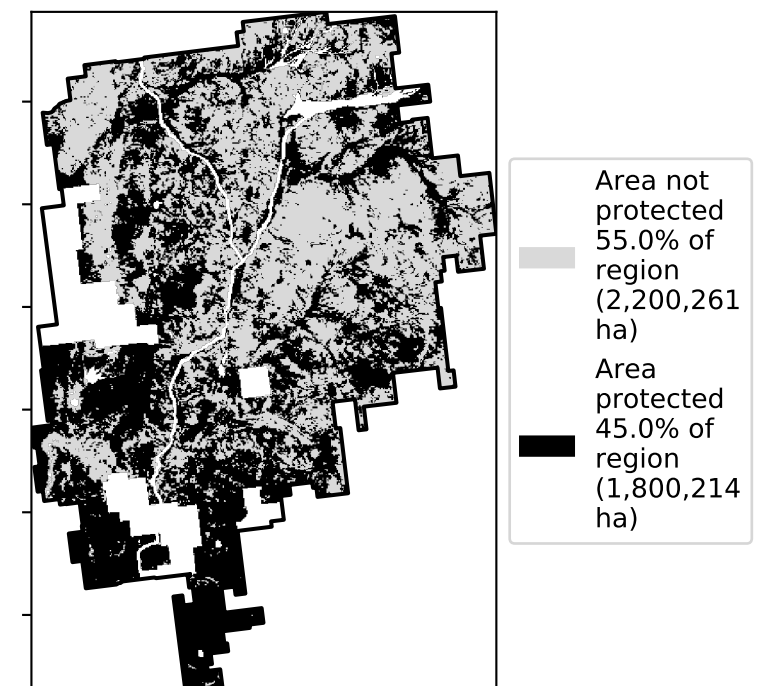 Area not
protected
55.0% of
region
(2,200,261
ha)
Area
protected
45.0% of
region
(1,800,214
ha)